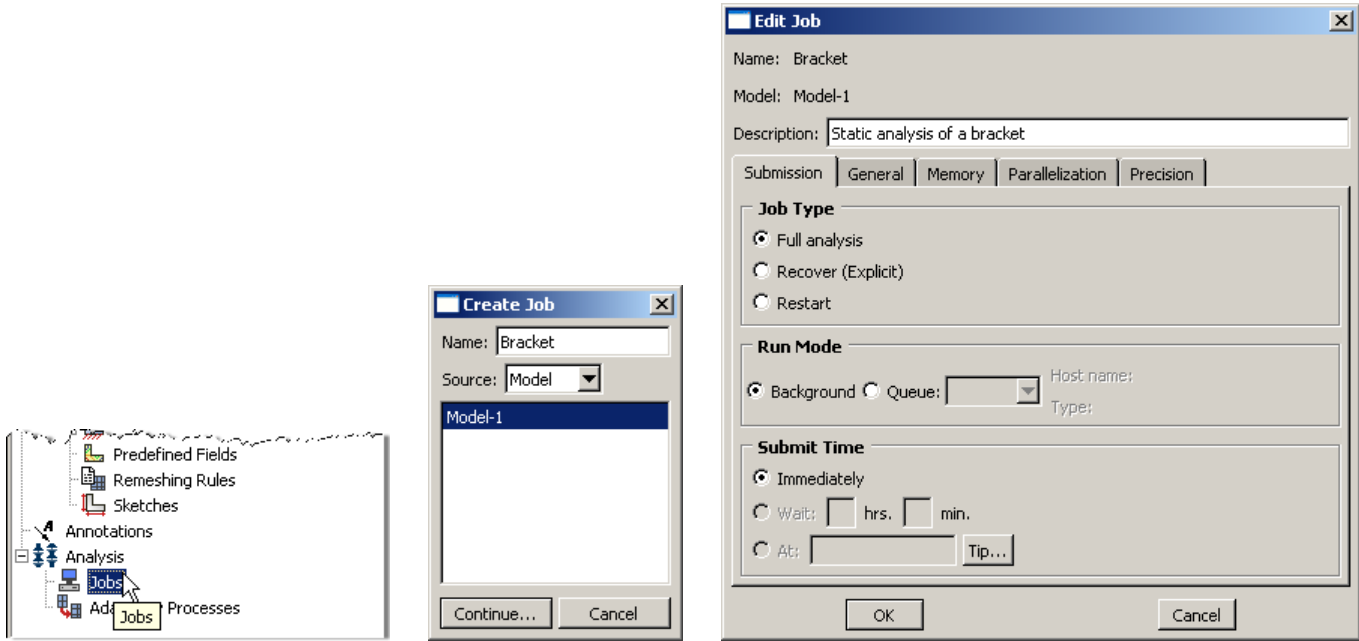 Predefined Fields
Remeshing Rules
Sketches
Annotations
Analysis
Jobs
Processes
Jobs
Create Job
Name: Bracket
Source: Model
Model-1
Continue... Cancel
Edit Job
Name: Bracket
Model: Model-1
Description: Static analysis of a bracket
Submission General Memory Parallelization Precision
Job Type
Full analysis
Recover (Explicit)
Restart
Run Mode
Background Queue: Host name:
Type:
Submit Time
Immediately
Wait: hrs. min.
At: Tip...
OK Cancel